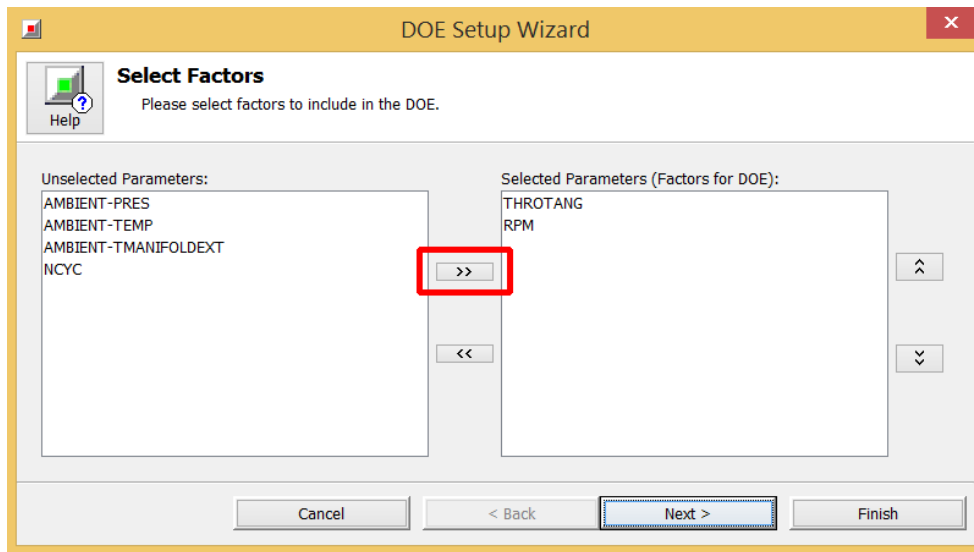 DOE Setup Wizard
×
Select Factors
Please select factors to include in the DOE.
?
Help
Unselected Parameters:
AMBIENT-PRES
AMBIENT-TEMP
AMBIENT-TMANIFOLDEXT
NCYC
>>
<<
Selected Parameters (Factors for DOE):
THROTANG
RPM
Cancel
< Back
Next >
Finish